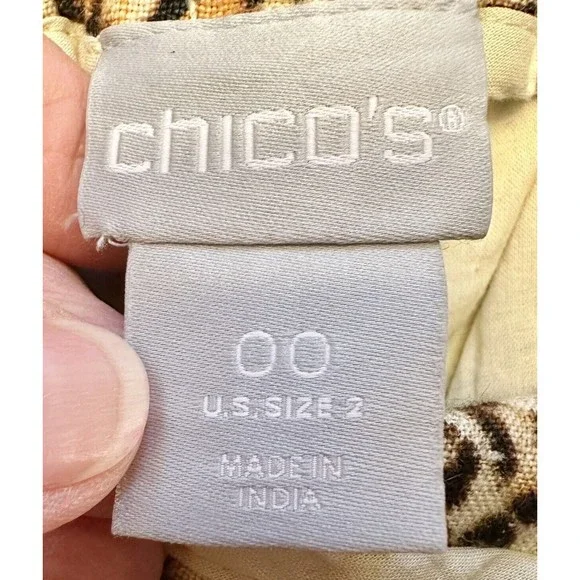 chico's®
00
U.S. SIZE 2
MADE IN
INDIA